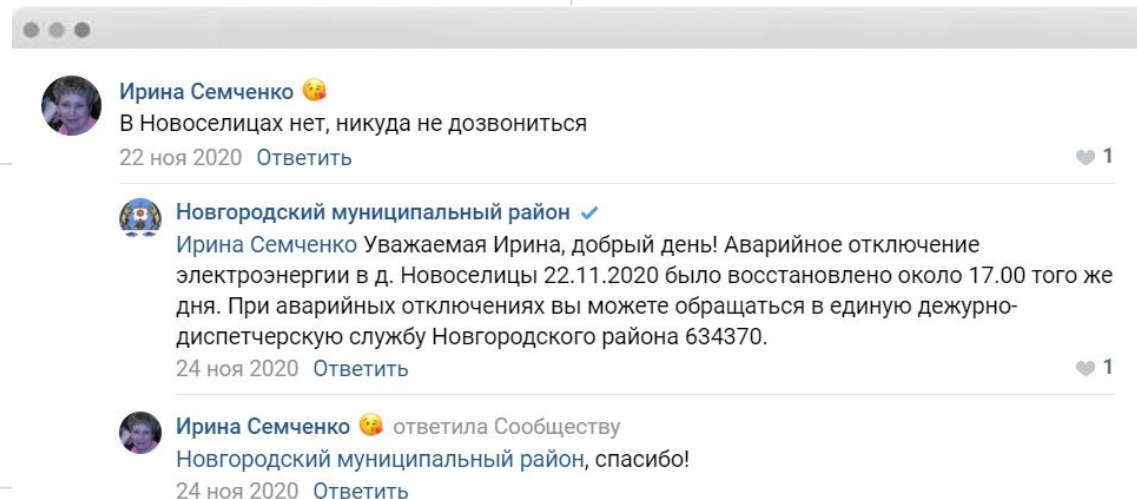 Ирина Семченко 😘
В Новоселицах нет, никуда не дозвониться
22 ноя 2020 Ответить 1
Новгородский муниципальный район
Ирина Семченко Уважаемая Ирина, добрый день! Аварийное отключение
электроэнергии в д. Новоселицы 22.11.2020 было восстановлено около 17.00 того же
дня. При аварийных отключениях вы можете обращаться в единую дежурно-
диспетчерскую службу Новгородского района 634370.
24 ноя 2020 Ответить 1
Ирина Семченко 😘 ответила Сообществу
Новгородский муниципальный район, спасибо!
24 ноя 2020 Ответить